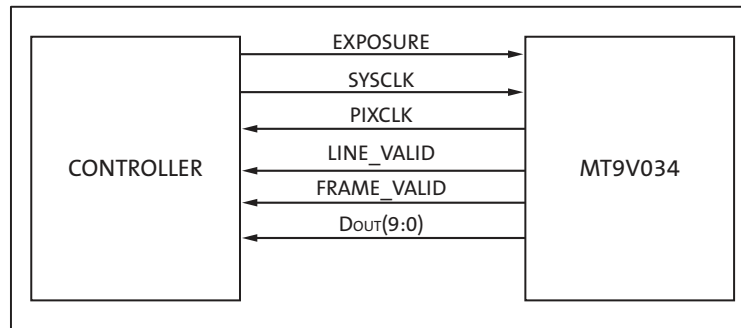 EXPOSURE
SYSCLK
PIXCLK
LINE_VALID
CONTROLLER
MT9V034
FRAME_VALID
DOUT(9:0)